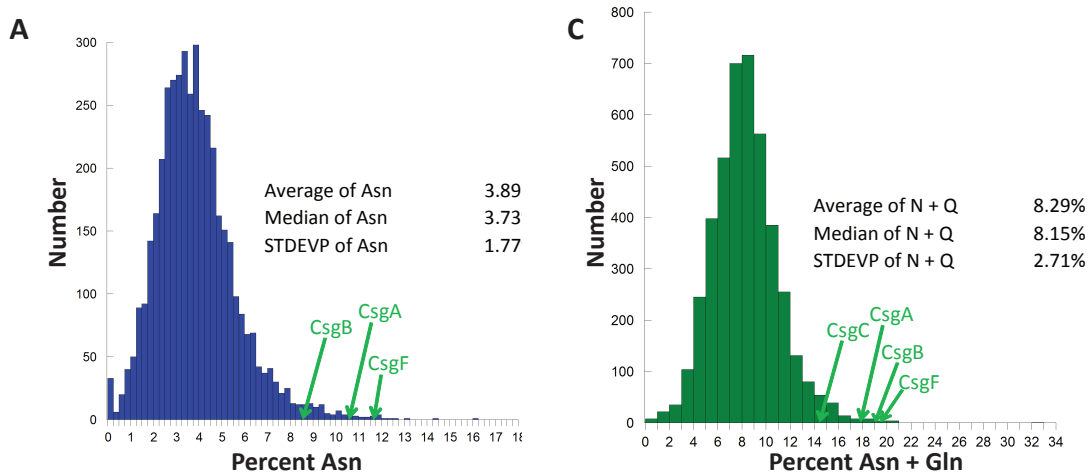 A
Number
300
250
200
150
100
50
0
Average of Asn 3.89
Median of Asn 3.73
STDEVP of Asn 1.77
CsgB
CsgA
CsgF
0 1 2 3 4 5 6 7 8 9 10 11 12 13 14 15 16 17 18
Percent Asn
C
Number
800
700
600
500
400
300
200
100
0
Average of N + Q 8.29%
Median of N + Q 8.15%
STDEVP of N + Q 2.71%
CsgC
CsgA
CsgB
CsgF
0 2 4 6 8 10 12 14 16 18 20 22 24 26 28 30 32 34
Percent Asn + Gln